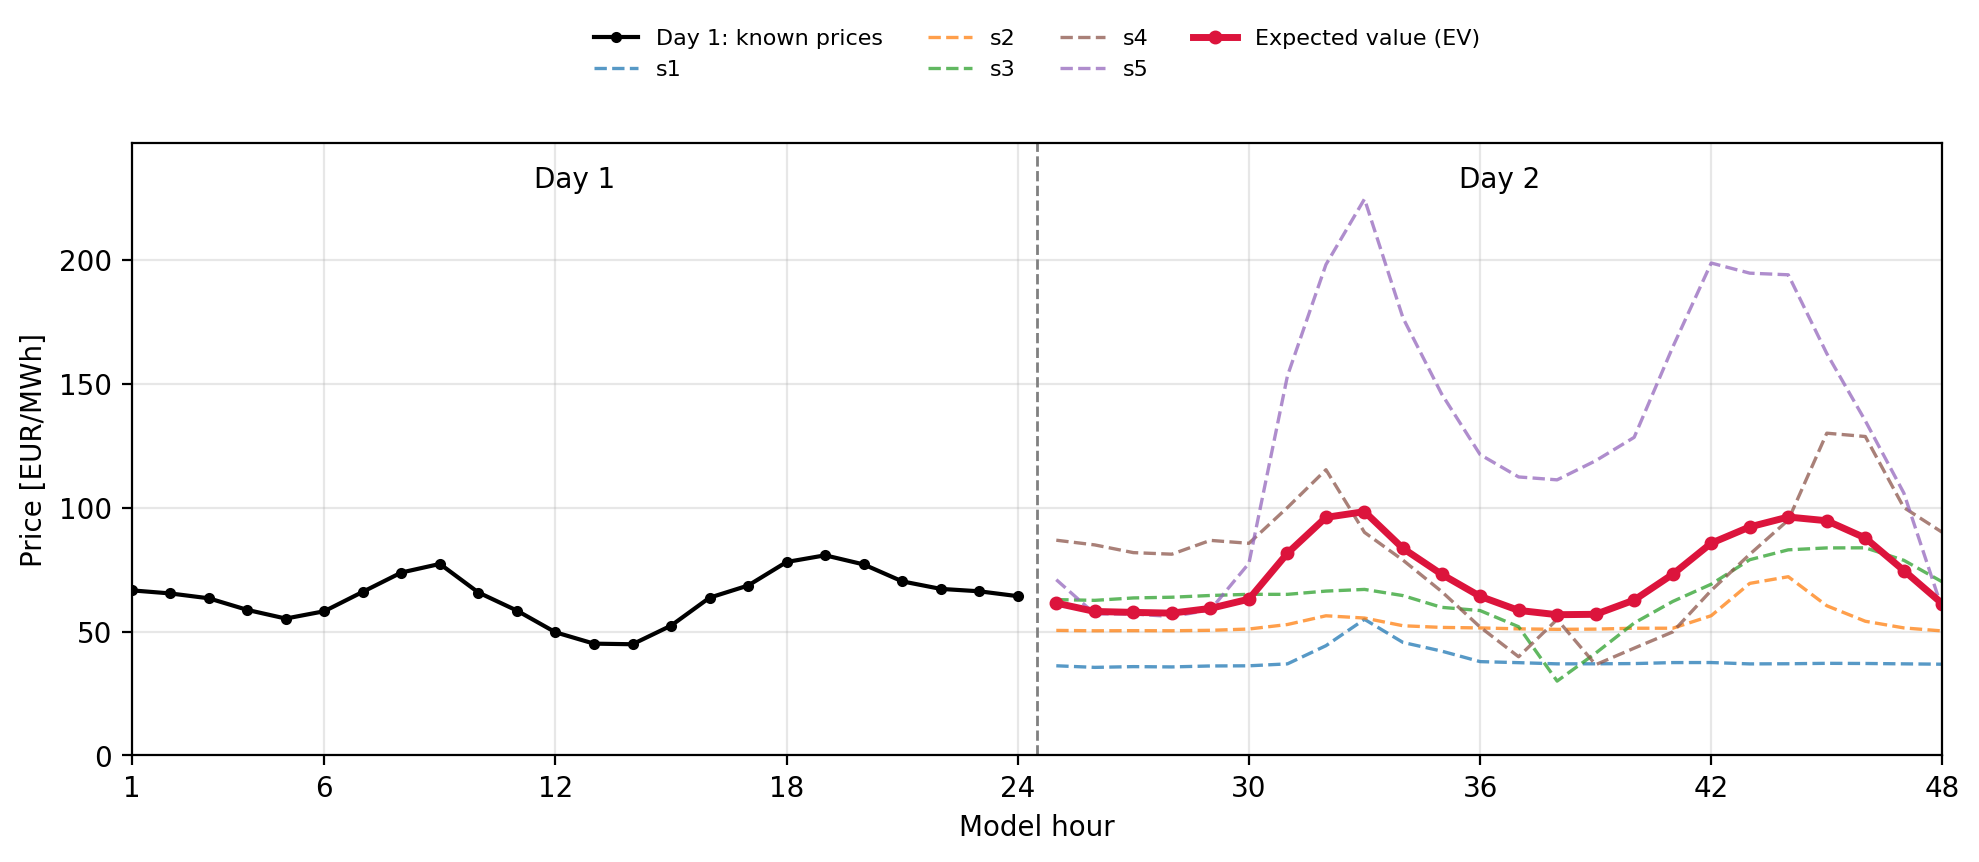 Day 1: known prices
s1
s2
s3
s4
s5
Expected value (EV)
Day 1
Day 2
Price [EUR/MWh]
200
150
100
50
0
1 6 12 18 24 30 36 42 48
Model hour